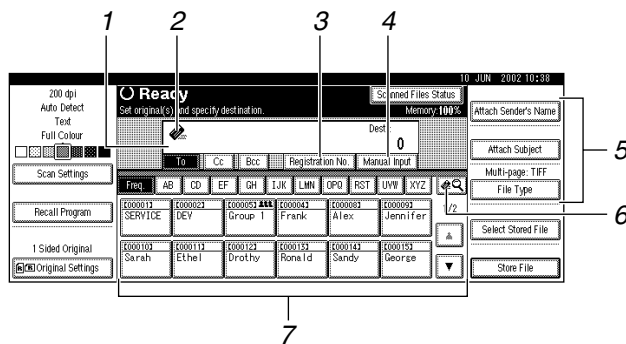 1 2 3 4
10 JUN 2002 10:38
200 dpi
Auto Detect
Text
Full Colour
Scan Settings
Recall Program
1 Sided Original
Original Settings
Ready
Set original(s) and specify destination.
Scanned Files Status
Memory:100%
Dest.:
0
To Cc Bcc Registration No. Manual Input
Freq. AB CD EF GH IJK LMN OPQ RST UVW XYZ
[00001] [00002] [00005] [00004] [00008] [00009]
SERVICE DEV Group 1 Frank Alex Jennifer
1/2
[00010] [00011] [00012] [00013] [00014] [00015]
Sarah Ethel Drothy Ronald Sandy George
Attach Sender's Name
Attach Subject
Multi-page: TIFF
File Type
Select Stored File
Store File
5
6
7